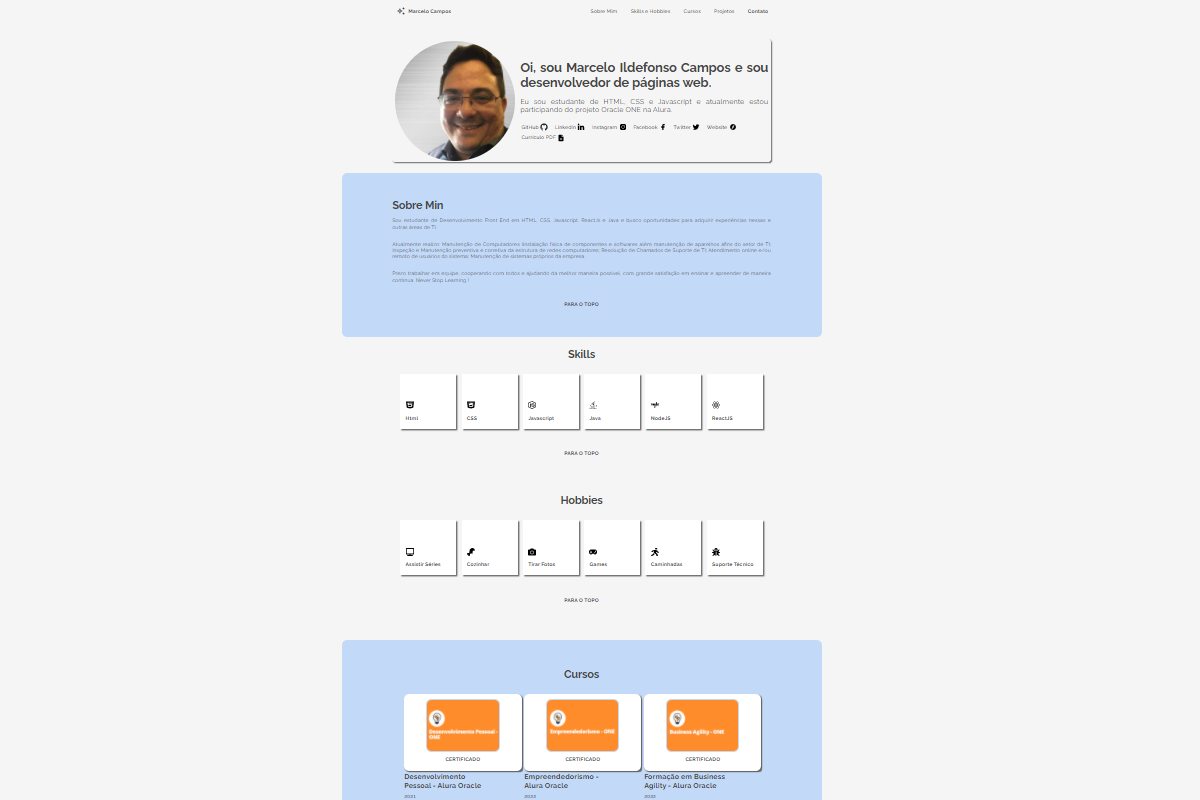 Marcelo Campos
Sobre Mim Skills e Hobbies Cursos Projetos Contato
Oi, sou Marcelo Ildefonso Campos e sou
desenvolvedor de páginas web.
Eu sou estudante de HTML, CSS e Javascript e atualmente estou
participando do projeto Oracle ONE na Alura.
GitHub Linkedin Instagram Facebook Twitter Website
Currículo PDF
Sobre Min
Sou estudante de Desenvolvimento Front End em HTML, CSS, Javascript, ReactJs e Java e busco oportunidades para adquirir experiências nessas e
outras áreas de TI.
Atualmente realizo: Manutenção de Computadores (instalação física de componentes e softwares além manutenção de aparelhos afins do setor de TI;
Inspeção e Manutenção preventiva e corretiva da estrutura de redes computadores; Resolução de Chamados de Suporte de TI; Atendimento online e/ou
remoto de usuários do sistema; Manutenção de sistemas próprios da empresa
Prezo trabalhar em equipe, cooperando com todos e ajudando da melhor maneira possível, com grande satisfação em ensinar e apreender de maneira
contínua. Never Stop Learning !
PARA O TOPO
Skills
Html CSS Javascript Java NodeJS ReactJS
PARA O TOPO
Hobbies
Assistir Séries Cozinhar Tirar Fotos Games Caminhadas Suporte Técnico
PARA O TOPO
Cursos
Desenvolvimento Pessoal -
ONE
Empreendedorismo - ONE
Business Agility - ONE
CERTIFICADO CERTIFICADO CERTIFICADO
Desenvolvimento
Pessoal - Alura Oracle
Empreendedorismo -
Alura Oracle
Formação em Business
Agility - Alura Oracle